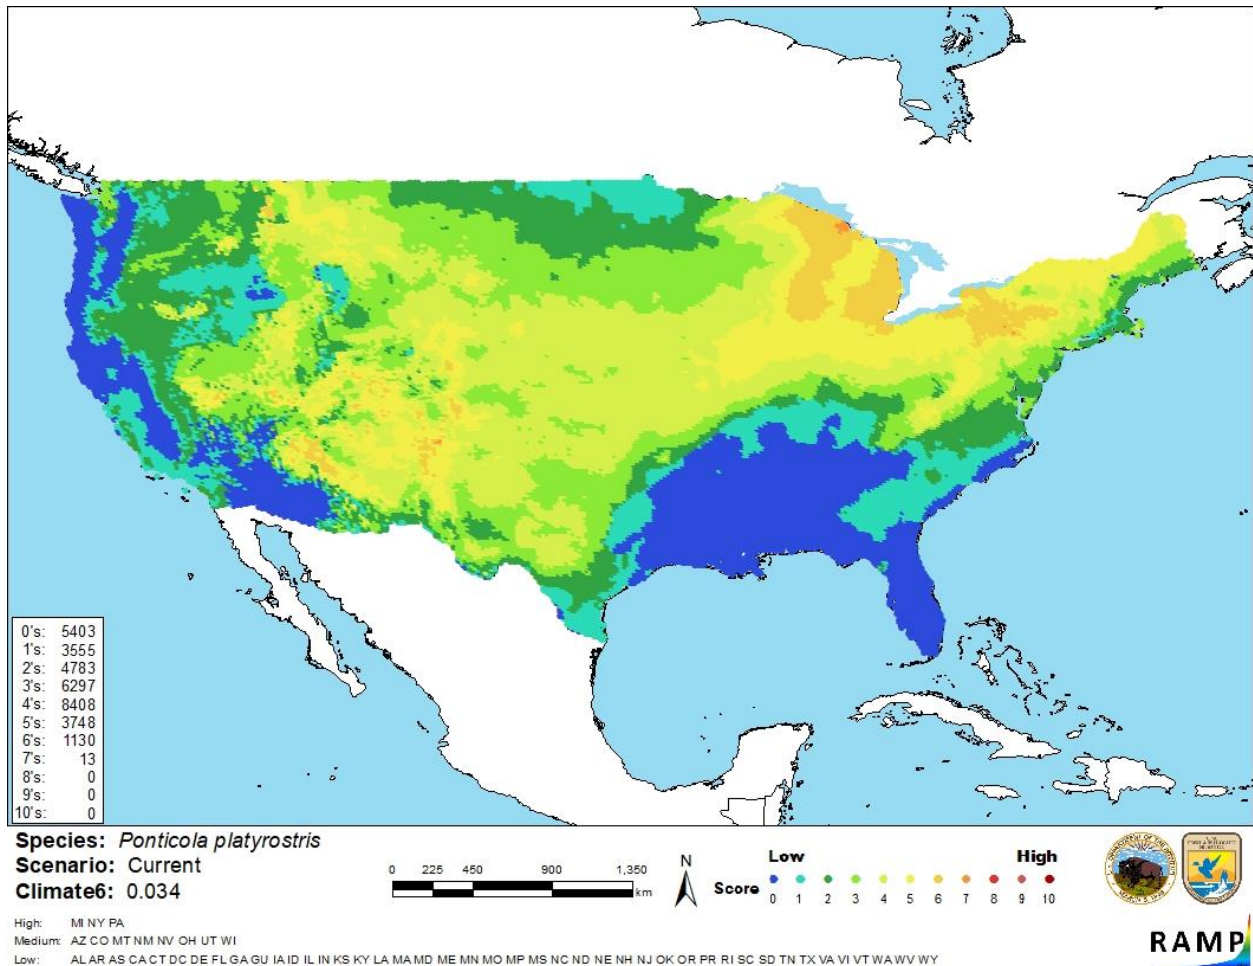 0's: 5403
1's: 3555
2's: 4783
3's: 6297
4's: 8408
5's: 3748
6's: 1130
7's: 13
8's: 0
9's: 0
10's: 0
Species: Ponticola platyrostris
Scenario: Current
Climate6: 0.034
0 225 450 900 1,350
km
N
Low High
Score 0 1 2 3 4 5 6 7 8 9 10
High: MI NY PA
Medium: AZ CO MT NM NV OH UT WI
Low: AL AR AS CA CT DC DE FL GA GU IA ID IL IN KS KY LA MA MD ME MN MO MP MS NC ND NE NH NJ OK OR PR RI SC SD TN TX VA VI VT WA WV WY
RAMP